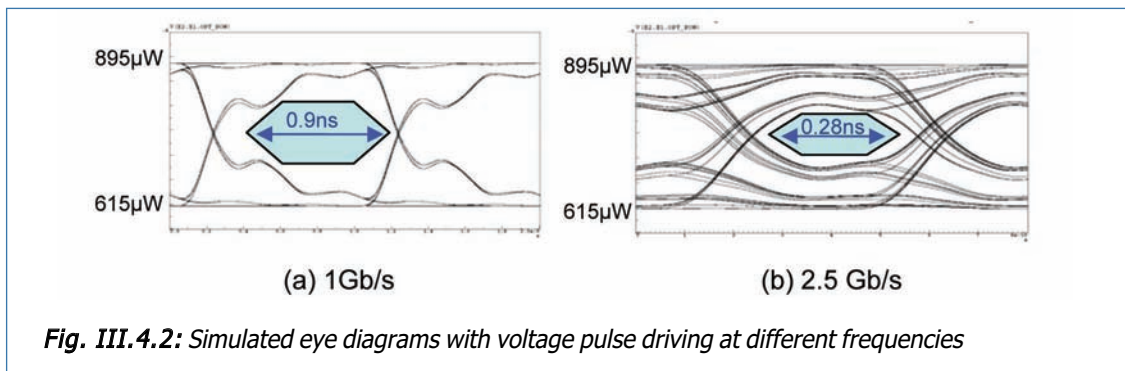 895µW
0.9ns
615µW
(a) 1Gb/s
895µW
0.28ns
615µW
(b) 2.5 Gb/s
Fig. III.4.2: Simulated eye diagrams with voltage pulse driving at different frequencies